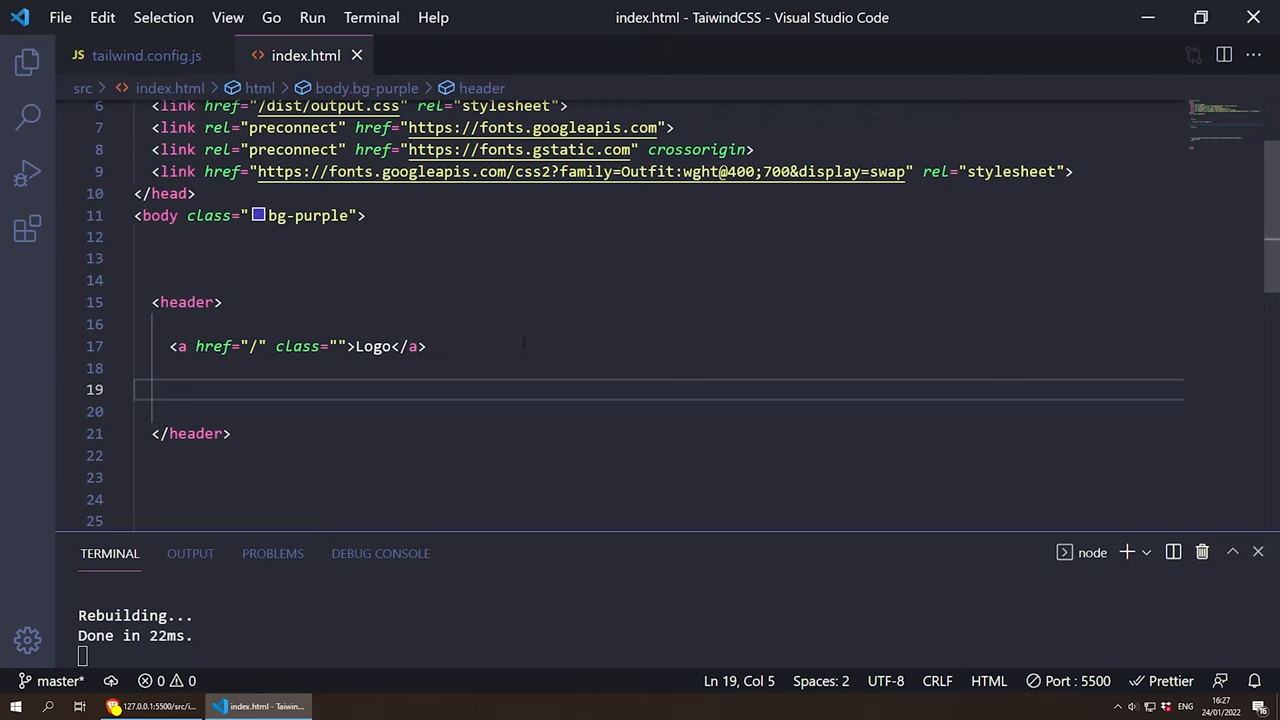 File Edit Selection View Go Run Terminal Help
index.html - TaiwindCSS - Visual Studio Code
JS tailwind.config.js
<> index.html
src > <> index.html > html > body.bg-purple > header
6 <link href="/dist/output.css" rel="stylesheet">
7 <link rel="preconnect" href="https://fonts.googleapis.com">
8 <link rel="preconnect" href="https://fonts.gstatic.com" crossorigin>
9 <link href="https://fonts.googleapis.com/css2?family=Outfit:wght@400;700&display=swap" rel="stylesheet">
10 </head>
11 <body class="bg-purple">
12
13
14
15 <header>
16
17 <a href="/" class="">Logo</a>
18
19
20
21 </header>
22
23
24
25
TERMINAL OUTPUT PROBLEMS DEBUG CONSOLE
node
Rebuilding...
Done in 22ms.
master* 0 0
Ln 19, Col 5 Spaces: 2 UTF-8 CRLF HTML Port : 5500 Prettier
127.0.0.1:5500/src/i...
index.html - Taiwin...
ENG
16:27
24/01/2022
16